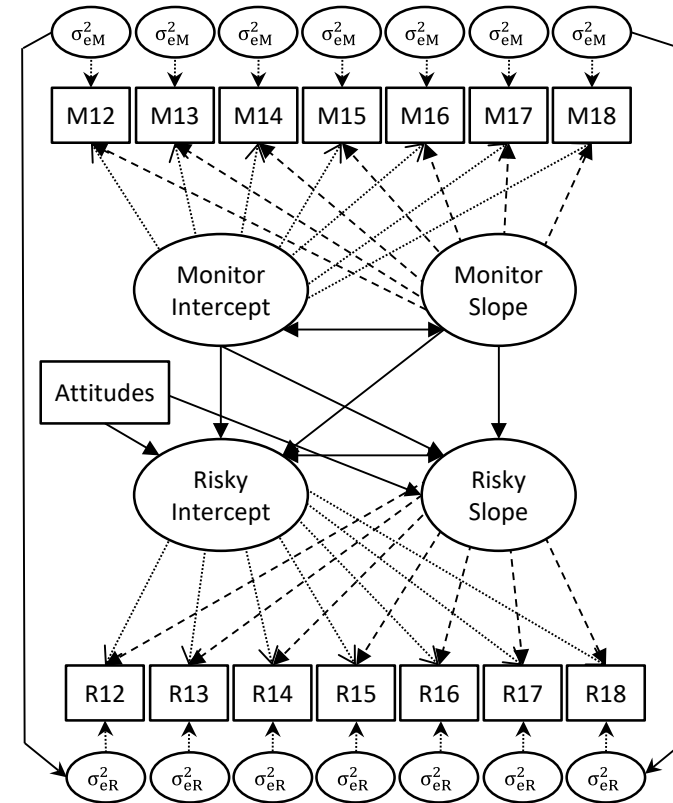 σ²eM σ²eM σ²eM σ²eM σ²eM σ²eM σ²eM
M12 M13 M14 M15 M16 M17 M18
Monitor
Intercept
Monitor
Slope
Attitudes
Risky
Intercept
Risky
Slope
R12 R13 R14 R15 R16 R17 R18
σ²eR σ²eR σ²eR σ²eR σ²eR σ²eR σ²eR